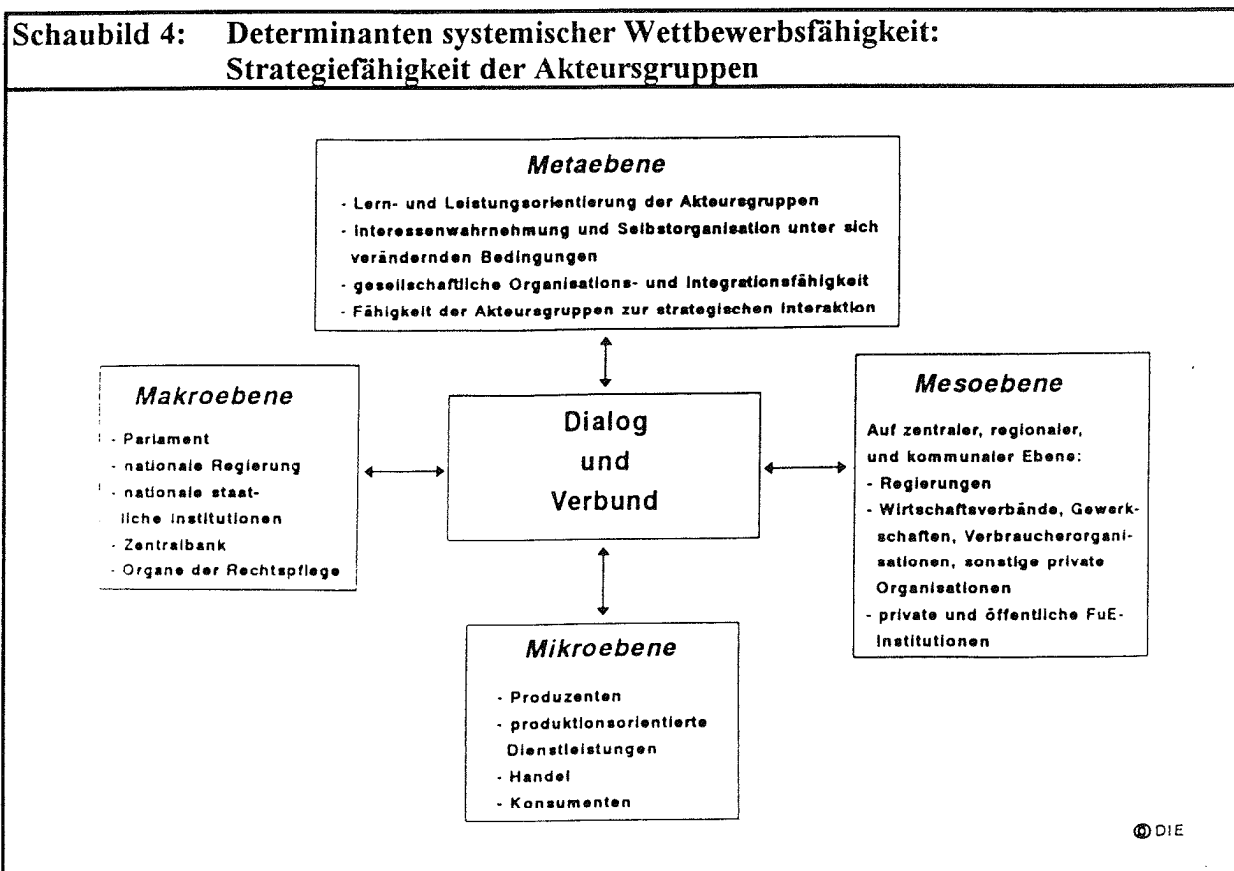 Schaubild 4: Determinanten systemischer Wettbewerbsfähigkeit:
Strategiefähigkeit der Akteursgruppen
Metaebene
- Lern- und Leistungsorientierung der Akteursgruppen
- Interessenwahrnehmung und Selbstorganisation unter sich
verändernden Bedingungen
- gesellschaftliche Organisations- und Integrationsfähigkeit
- Fähigkeit der Akteursgruppen zur strategischen Interaktion
Makroebene
- Parlament
- nationale Regierung
- nationale staat-
liche Institutionen
- Zentralbank
- Organe der Rechtspflege
Dialog
und
Verbund
Mesoebene
Auf zentraler, regionaler,
und kommunaler Ebene:
- Regierungen
- Wirtschaftsverbände, Gewerk-
schaften, Verbraucherorgani-
sationen, sonstige private
Organisationen
- private und öffentliche FuE-
Institutionen
Mikroebene
- Produzenten
- produktionsorientierte
Dienstleistungen
- Handel
- Konsumenten
© DIE